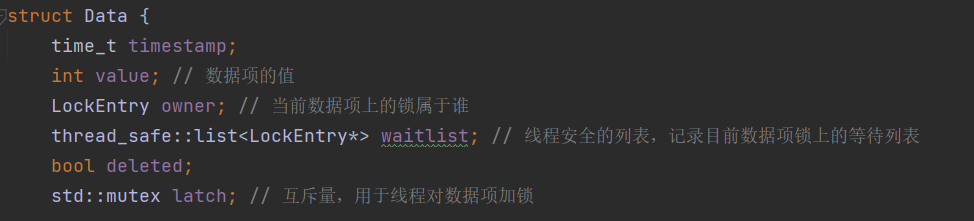 struct Data {
time_t timestamp;
int value; // 数据项的值
LockEntry owner; // 当前数据项上的锁属于谁
thread_safe::list<LockEntry*> waitlist; // 线程安全的列表，记录目前数据项锁上的等待列表
bool deleted;
std::mutex latch; // 互斥量，用于线程对数据项加锁